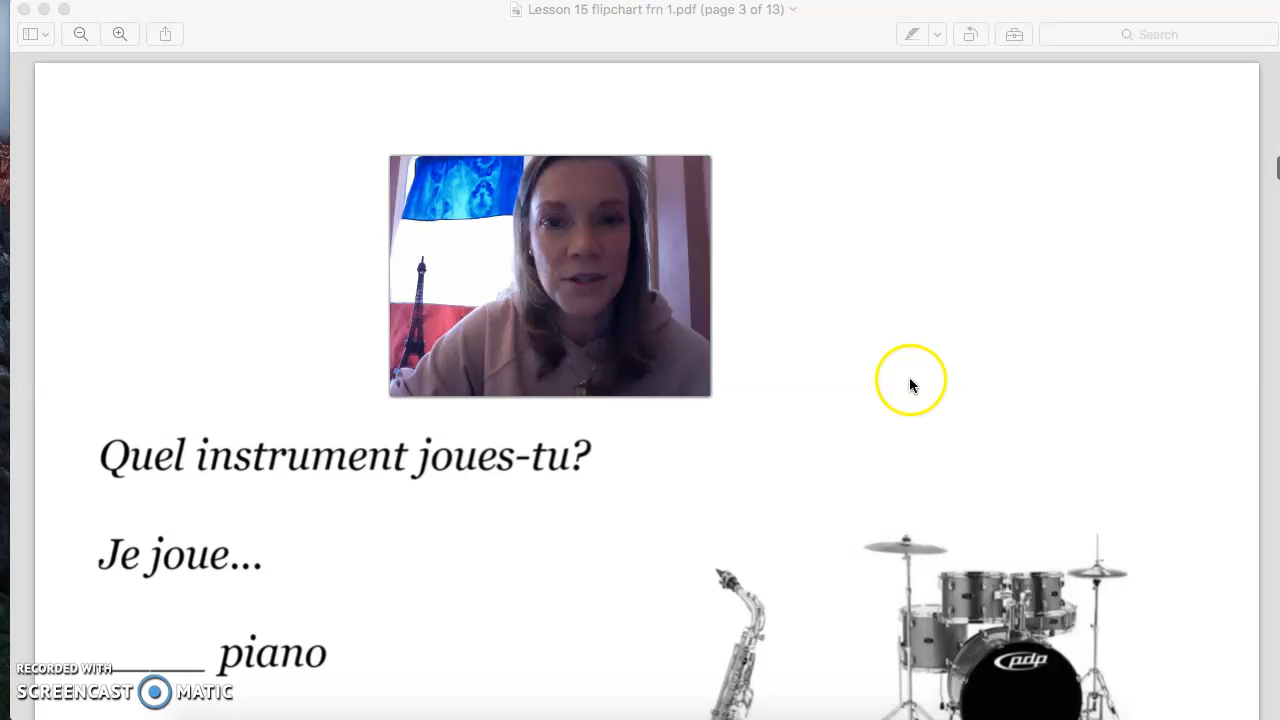 Lesson 15 flipchart frn 1.pdf (page 3 of 13)
Search
Quel instrument joues-tu?
Je joue...
________ piano
pdp
RECORDED WITH
SCREENCAST MATIC